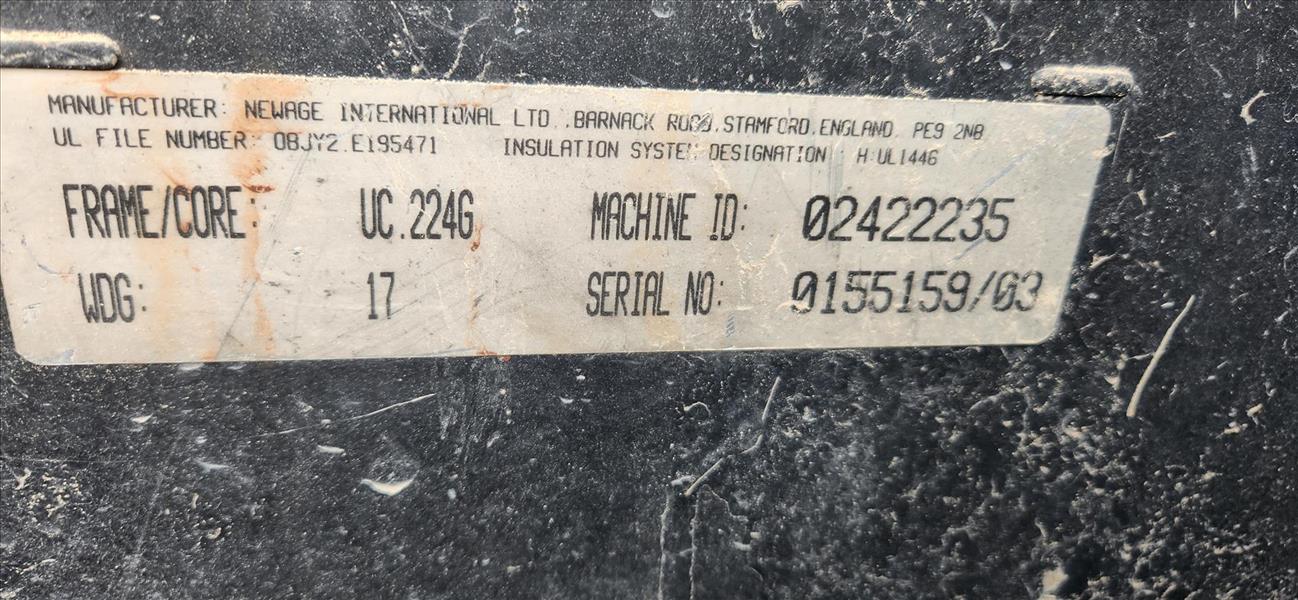 MANUFACTURER: NEWAGE INTERNATIONAL LTD .,BARNACK ROAD,STAMFORD,ENGLAND, PE9 2NB
UL FILE NUMBER: OBJY2.E195471 INSULATION SYSTEM DESIGNATION : H:UL1446
FRAME/CORE: UC.224G MACHINE ID: 02422235
WDG: 17 SERIAL NO: 0155159/03